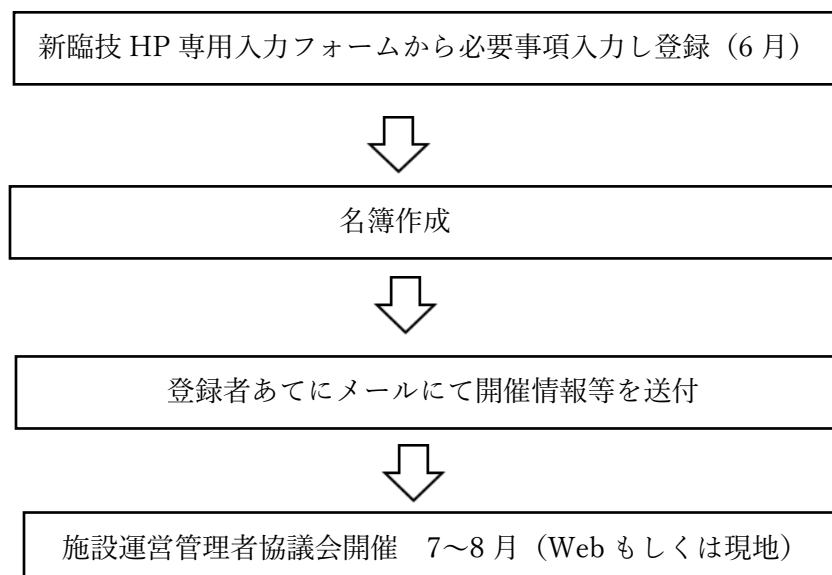 新臨技 HP 専用入力フォームから必要事項入力し登録（6 月）
名簿作成
登録者あてにメールにて開催情報等を送付
施設運営管理者協議会開催　7～8 月（Web もしくは現地）